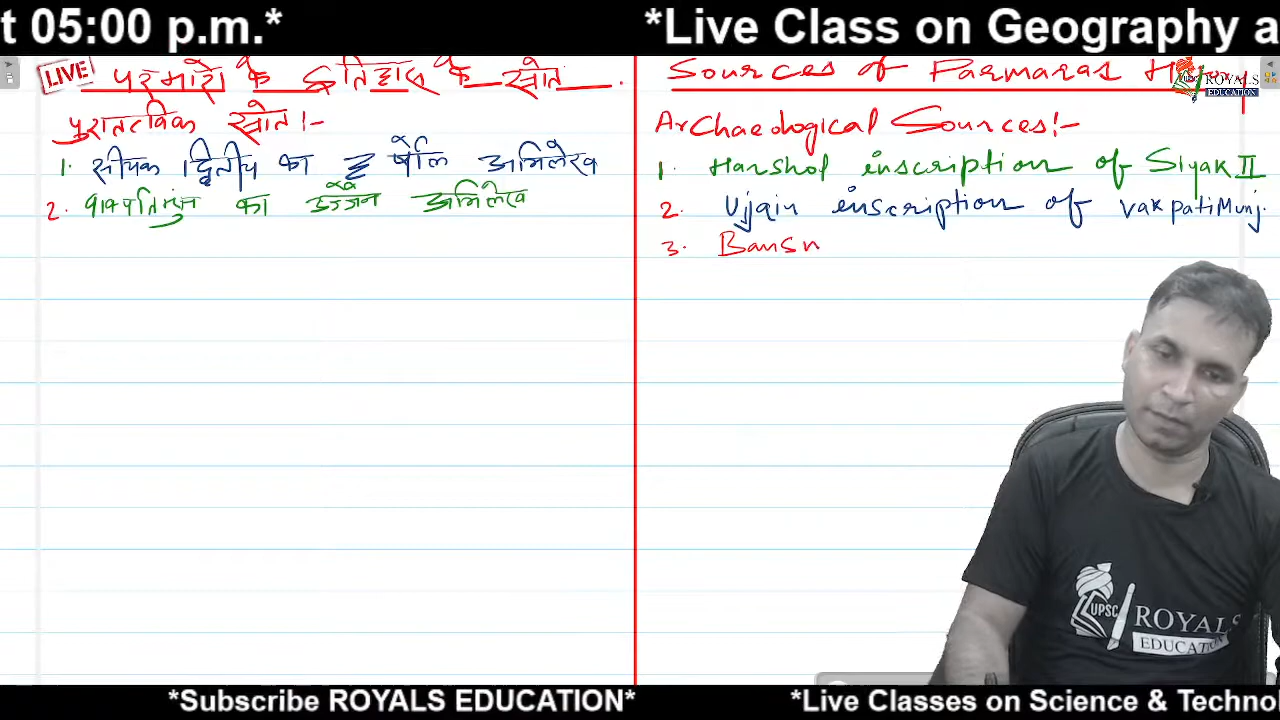 t 05:00 p.m.*
*Live Class on Geography a
LIVE
परमारो के इतिहास के स्त्रोत
पुरातत्विक स्त्रोत !-
1. सीयक द्वितीय का हर्षोल अभिलेख
2. वाक्पतिमुंज का उज्जैन अभिलेख
Sources of Parmaras
ROYALS
EDUCATION
ArChaeological Sources!-
1. Harshol inscription of Siyak II
2. Ujjain inscription of vakpatiMunj.
3. Bansn
UPSC ROYALS
EDUCATION
*Subscribe ROYALS EDUCATION*
*Live Classes on Science & Techno